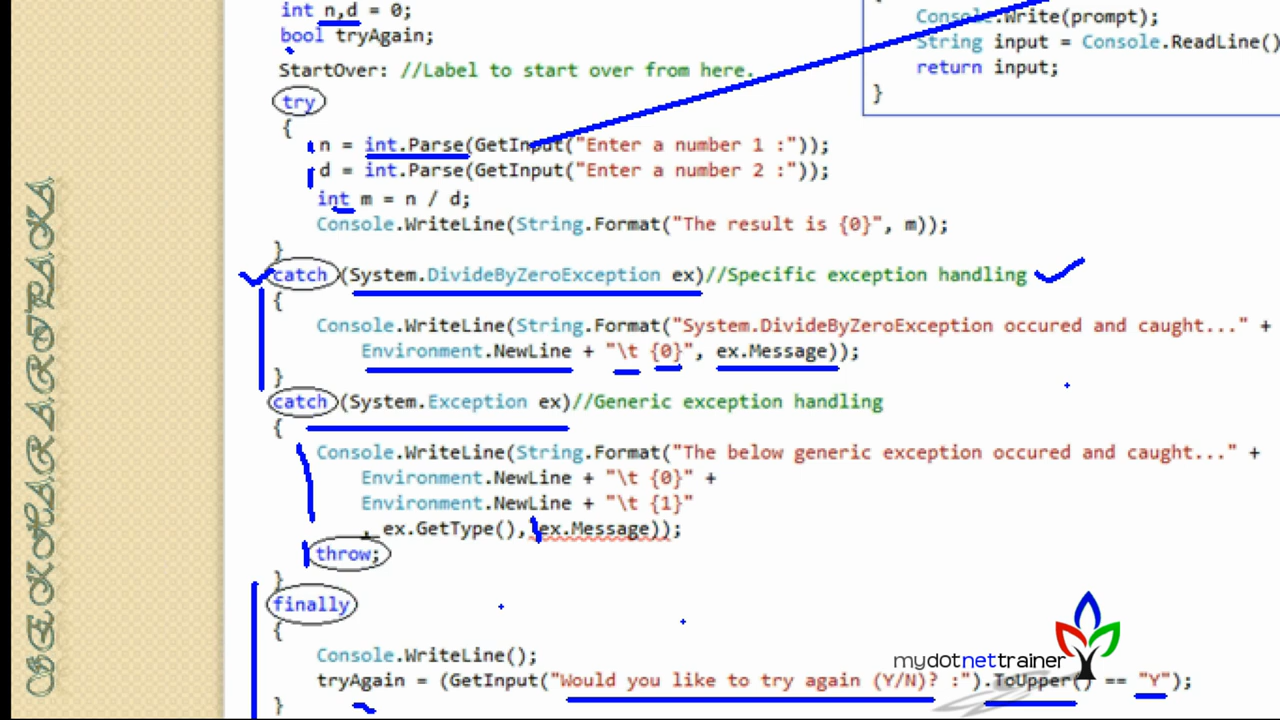 int n,d = 0;
bool tryAgain;
StartOver: //Label to start over from here.
try
{
n = int.Parse(GetInput("Enter a number 1 :"));
d = int.Parse(GetInput("Enter a number 2 :"));
int m = n / d;
Console.WriteLine(String.Format("The result is {0}", m));
}
catch (System.DivideByZeroException ex)//Specific exception handling
{
Console.WriteLine(String.Format("System.DivideByZeroException occured and caught..." +
Environment.NewLine + "\t {0}", ex.Message));
}
catch (System.Exception ex)//Generic exception handling
{
Console.WriteLine(String.Format("The below generic exception occured and caught..." +
Environment.NewLine + "\t {0}" +
Environment.NewLine + "\t {1}"
, ex.GetType(), ex.Message));
throw;
}
finally
{
Console.WriteLine();
tryAgain = (GetInput("Would you like to try again (Y/N)? :").ToUpper() == "Y");
}
{
Console.Write(prompt);
String input = Console.ReadLine()
return input;
}
mydotnettrainer